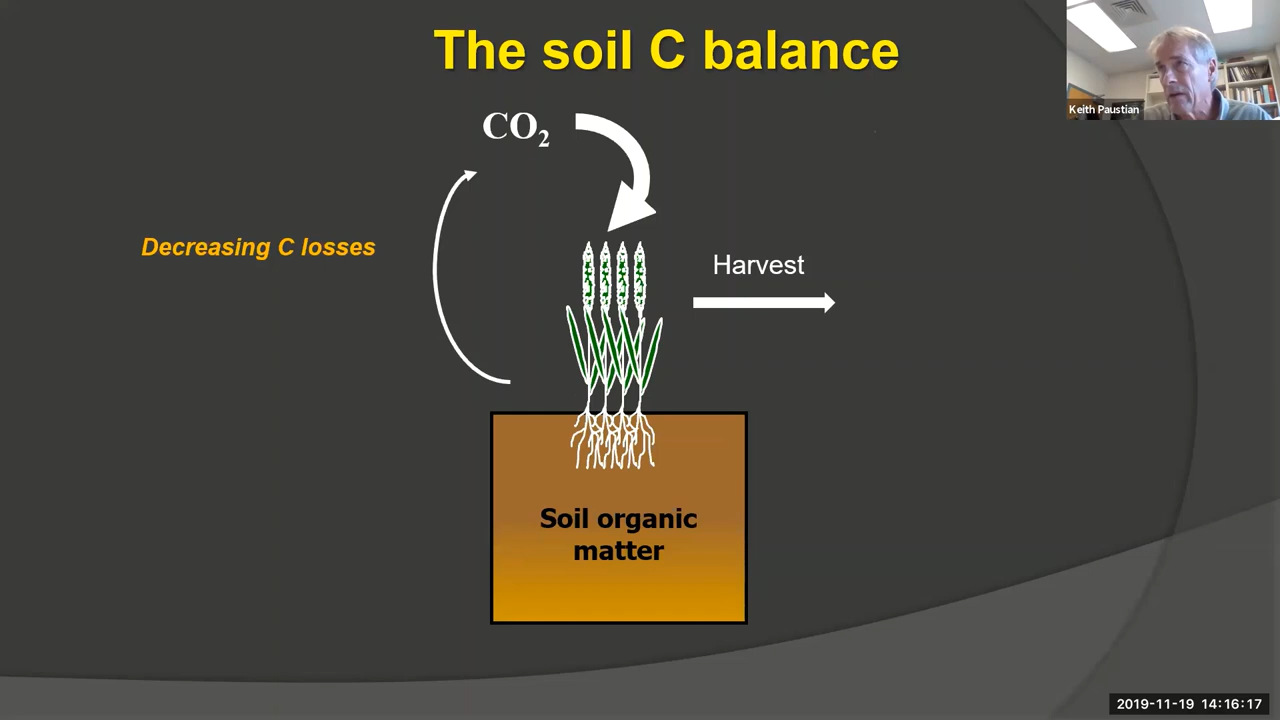 The soil C balance
Keith Paustian
CO₂
Decreasing C losses
Harvest
Soil organic
matter
2019-11-19 14:16:17